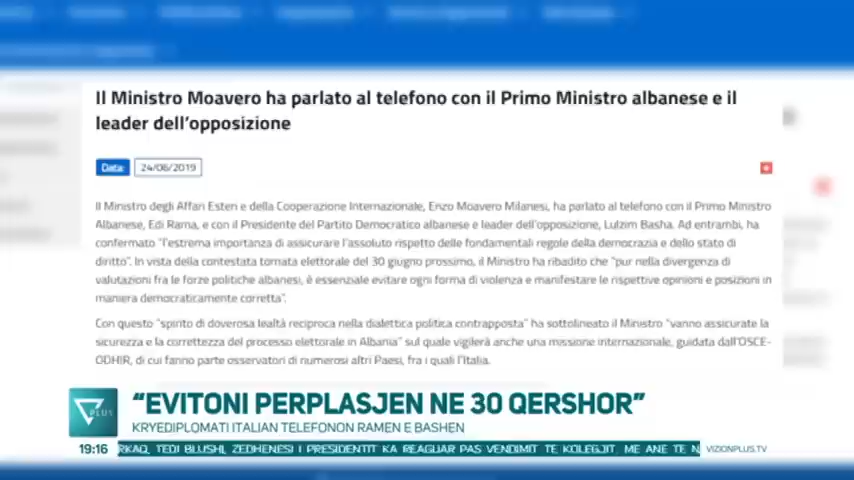 Il Ministro Moavero ha parlato al telefono con il Primo Ministro albanese e il
leader dell'opposizione
Data: 24/06/2019
Il Ministro degli Affari Esteri e della Cooperazione Internazionale, Enzo Moavero Milanesi, ha parlato al telefono con il Primo Ministro
Albanese, Edi Rama, e con il Presidente del Partito Democratico albanese e leader dell'opposizione, Lulzim Basha. Ad entrambi, ha
confermato "l'estrema importanza di assicurare l'assoluto rispetto delle fondamentali regole della democrazia e dello stato di
diritto". In vista della contestata tornata elettorale del 30 giugno prossimo, il Ministro ha ribadito che "pur nella divergenza di
valutazioni fra le forze politiche albanesi, è essenziale evitare ogni forma di violenza e manifestare le rispettive opinioni e posizioni in
maniera democraticamente corretta".
Con questo "spirito di doverosa lealtà reciproca nella dialettica politica contrapposta" ha sottolineato il Ministro "vanno assicurate la
sicurezza e la correttezza del processo elettorale in Albania" sul quale vigilerà anche una missione internazionale, guidata dall'OSCE-
ODHIR, di cui fanno parte osservatori di numerosi altri Paesi, fra i quali l'Italia.
PLUS
"EVITONI PERPLASJEN NE 30 QERSHOR"
KRYEDIPLOMATI ITALIAN TELEFONON RAMEN E BASHEN
19:16 RKAQ, TEDI BLUSHI, ZEDHENESI I PRESIDENTIT KA REAGUAR PAS VENDIMIT TE KOLEGJIT, ME ANE TE N VIZIONPLUS.TV